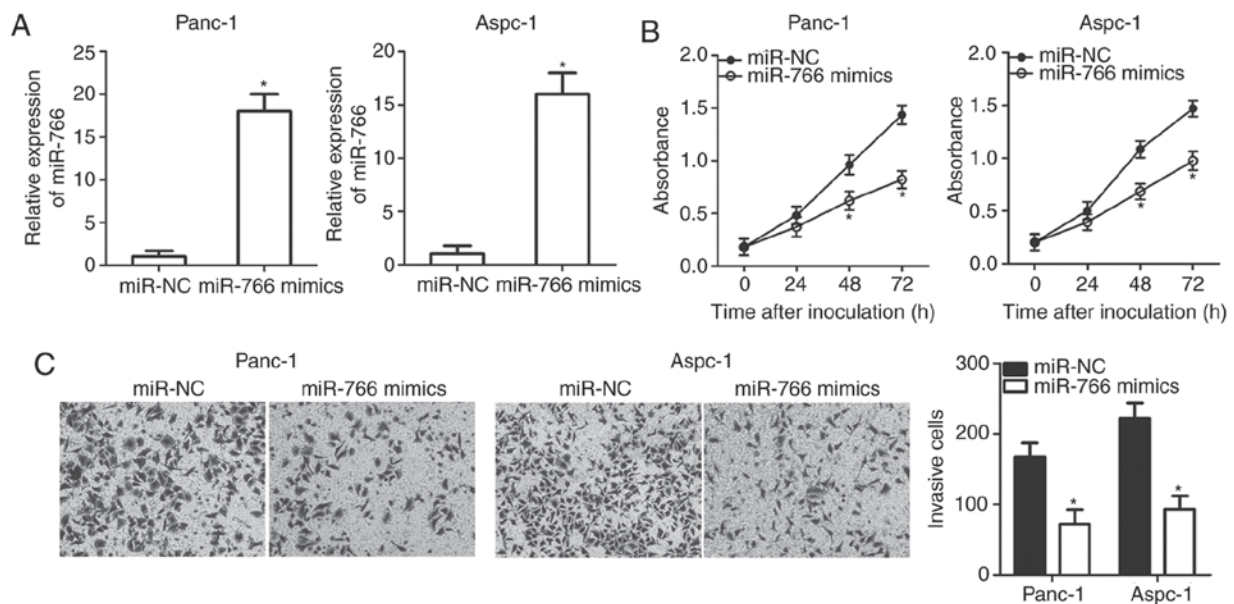 A
Panc-1
Relative expression
of miR-766
25
20
15
10
5
0
*
miR-NC miR-766 mimics
Aspc-1
Relative expression
of miR-766
20
15
10
5
0
*
miR-NC miR-766 mimics
B
Panc-1
Absorbance
2.0
1.5
1.0
0.5
0.0
miR-NC
miR-766 mimics
*
*
0 24 48 72
Time after inoculation (h)
Aspc-1
Absorbance
2.0
1.5
1.0
0.5
0.0
miR-NC
miR-766 mimics
*
*
0 24 48 72
Time after inoculation (h)
C
Panc-1
miR-NC miR-766 mimics
Aspc-1
miR-NC miR-766 mimics
Invasive cells
300
200
100
0
miR-NC
miR-766 mimics
*
*
Panc-1 Aspc-1